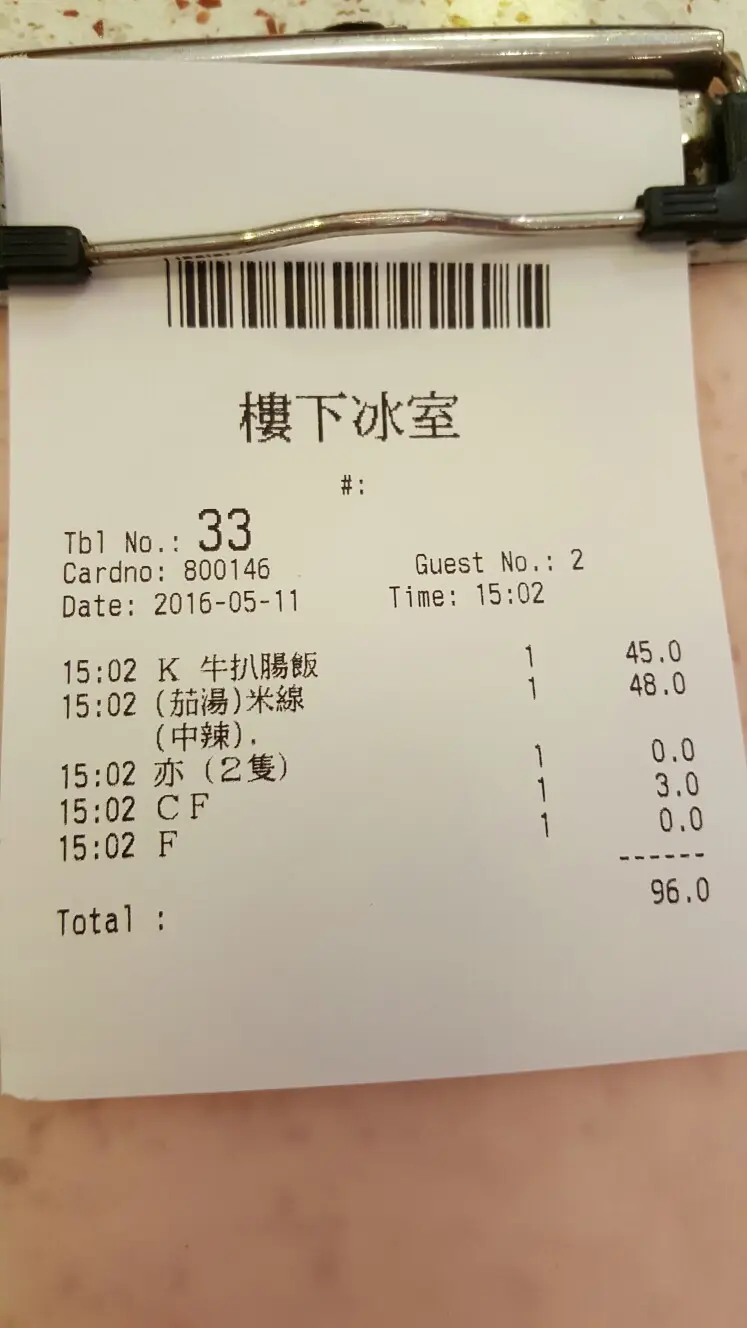 樓下冰室
#:
Tbl No.: 33
Cardno: 800146 Guest No.: 2
Date: 2016-05-11 Time: 15:02
15:02 K 牛扒腸飯 1 45.0
15:02 (茄湯)米線 1 48.0
(中辣).
15:02 亦 (2隻) 1 0.0
15:02 CF 1 3.0
15:02 F 1 0.0
------
Total : 96.0